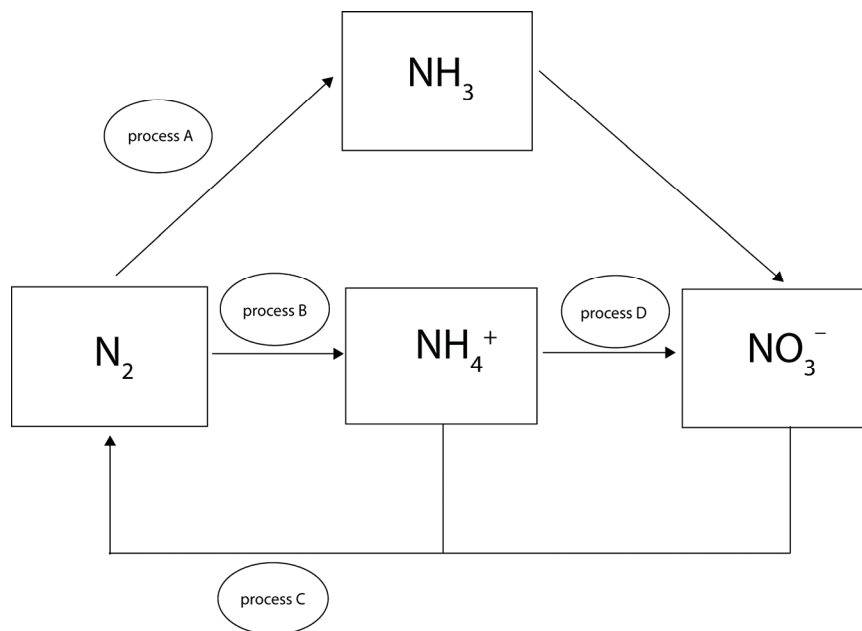 NH₃
process A
process B
process D
N₂
NH₄⁺
NO₃⁻
process C